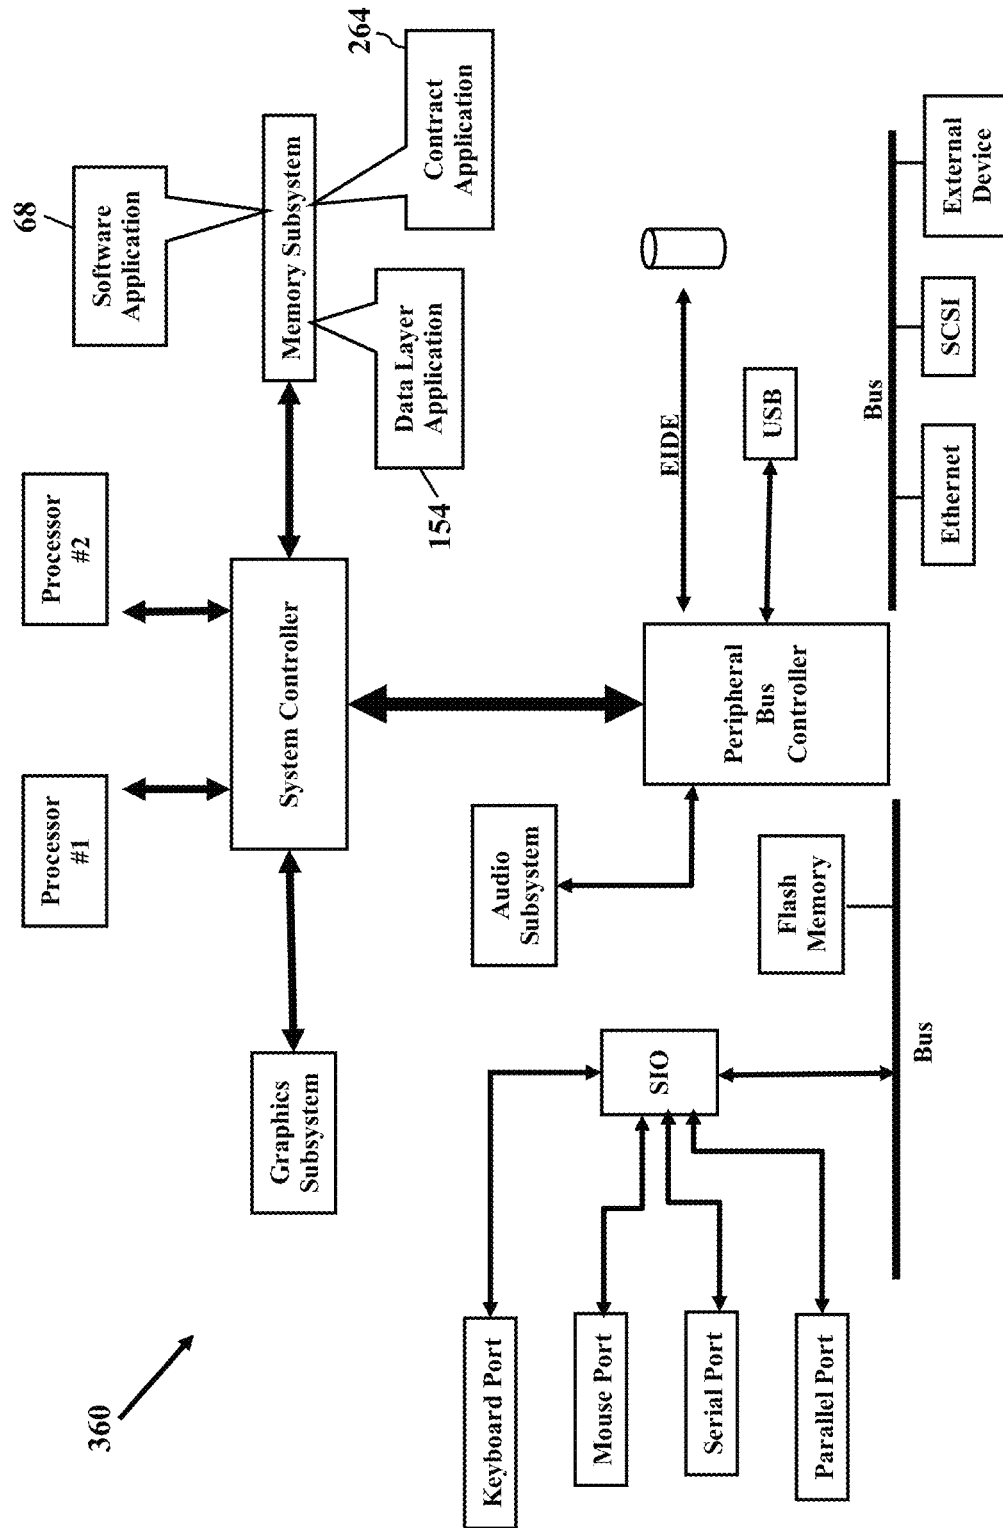 360
Processor
#1
Processor
#2
68
Software
Application
264
Contract
Application
Memory Subsystem
Data Layer
Application
154
System Controller
Graphics
Subsystem
Audio
Subsystem
Peripheral
Bus
Controller
EIDE
USB
Keyboard Port
Mouse Port
Serial Port
Parallel Port
SIO
Flash
Memory
Bus
Bus
Ethernet
SCSI
External
Device